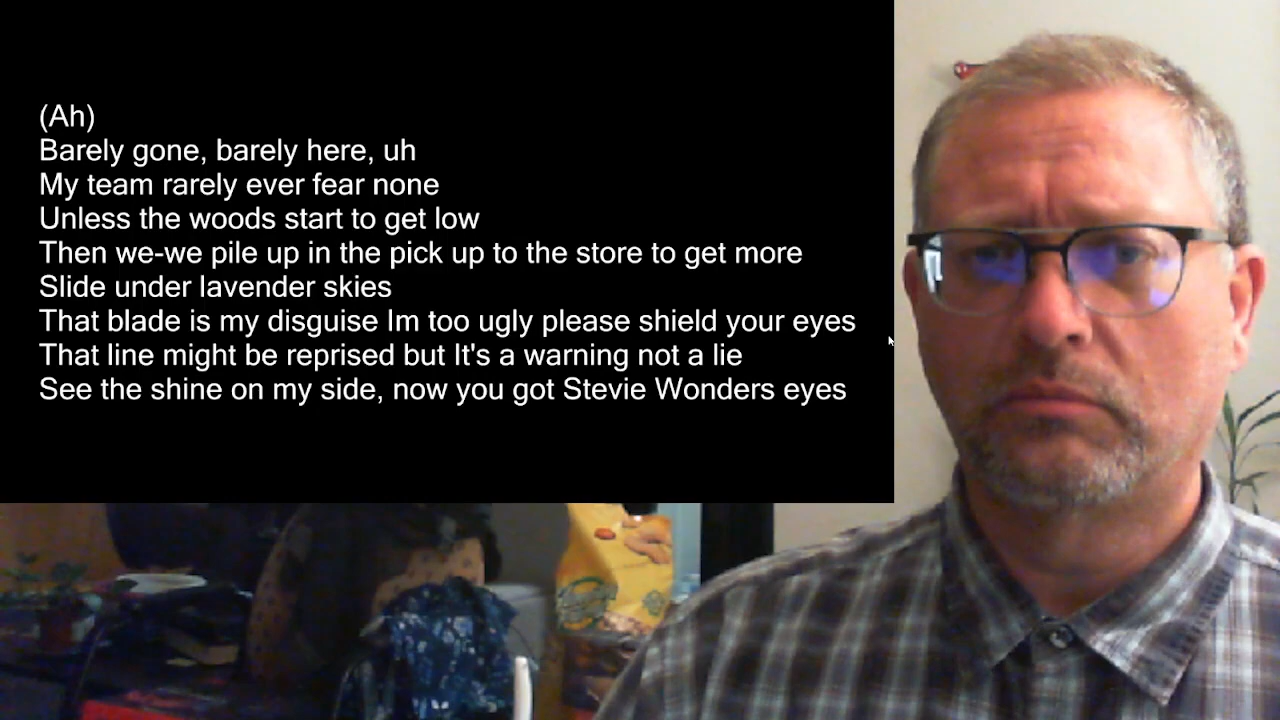 (Ah)
Barely gone, barely here, uh
My team rarely ever fear none
Unless the woods start to get low
Then we-we pile up in the pick up to the store to get more
Slide under lavender skies
That blade is my disguise Im too ugly please shield your eyes
That line might be reprised but It's a warning not a lie
See the shine on my side, now you got Stevie Wonders eyes